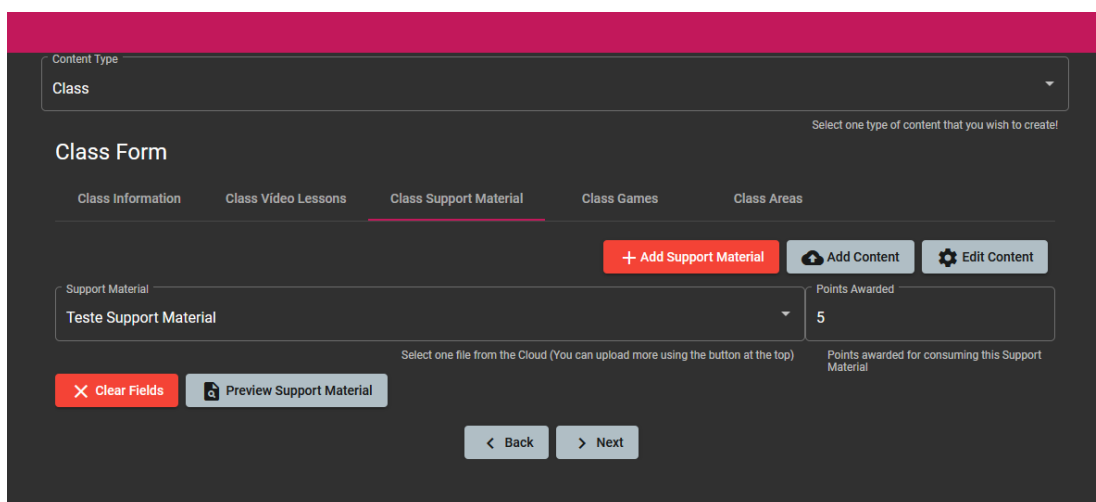 Content Type
Class
Select one type of content that you wish to create!
Class Form
Class Information Class Vídeo Lessons Class Support Material Class Games Class Areas
Add Support Material Add Content Edit Content
Support Material Points Awarded
Teste Support Material 5
Select one file from the Cloud (You can upload more using the button at the top) Points awarded for consuming this Support
Material
Clear Fields Preview Support Material
Back Next